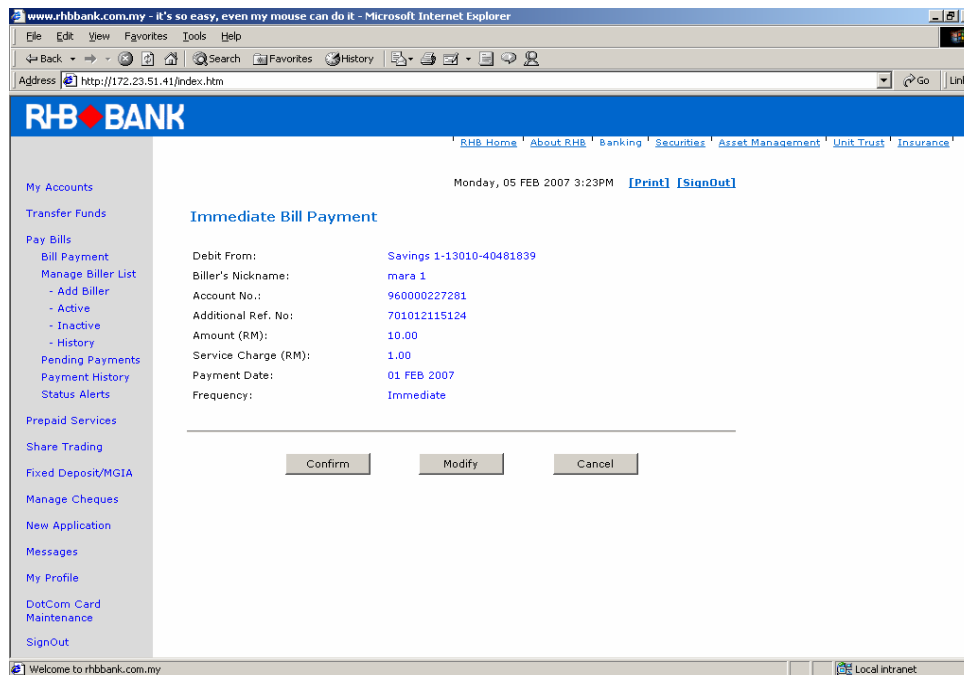 www.rhbbank.com.my - it's so easy, even my mouse can do it - Microsoft Internet Explorer
File Edit View Favorites Tools Help
Back Search Favorites History
Address http://172.23.51.41/index.htm Go
RHB BANK
RHB Home About RHB Banking Securities Asset Management Unit Trust Insurance
Monday, 05 FEB 2007 3:23PM [Print] [SignOut]
My Accounts
Transfer Funds
Pay Bills
Bill Payment
Manage Biller List
- Add Biller
- Active
- Inactive
- History
Pending Payments
Payment History
Status Alerts
Prepaid Services
Share Trading
Fixed Deposit/MGIA
Manage Cheques
New Application
Messages
My Profile
DotCom Card
Maintenance
SignOut
Immediate Bill Payment
Debit From: Savings 1-13010-40481839
Biller's Nickname: mara 1
Account No.: 960000227281
Additional Ref. No: 701012115124
Amount (RM): 10.00
Service Charge (RM): 1.00
Payment Date: 01 FEB 2007
Frequency: Immediate
Confirm Modify Cancel
Welcome to rhbbank.com.my Local intranet